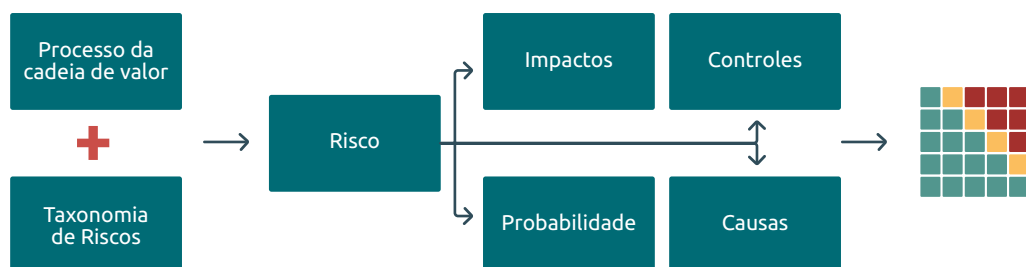 Processo da
cadeia de valor
Taxonomia
de Riscos
Risco
Impactos
Controles
Probabilidade
Causas